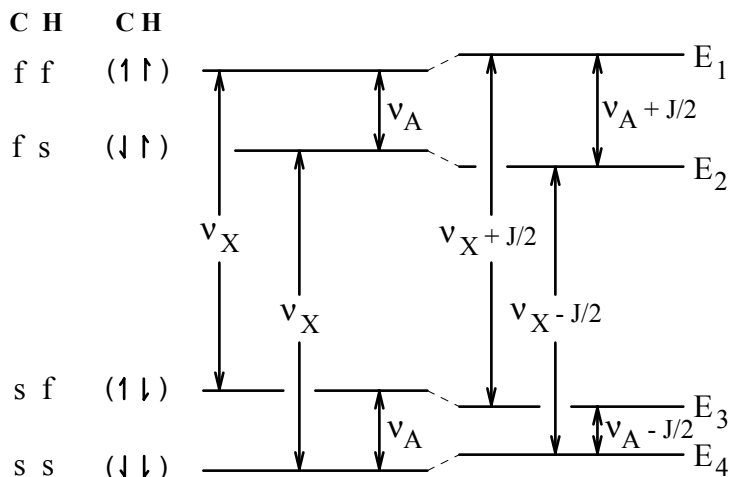 C H C H
f f (↿↾) E1
νA νA + J/2
f s (⇃↾) E2
νX νX + J/2
νX νX - J/2
s f (↿⇂) E3
νA νA - J/2
s s (⇃⇂) E4